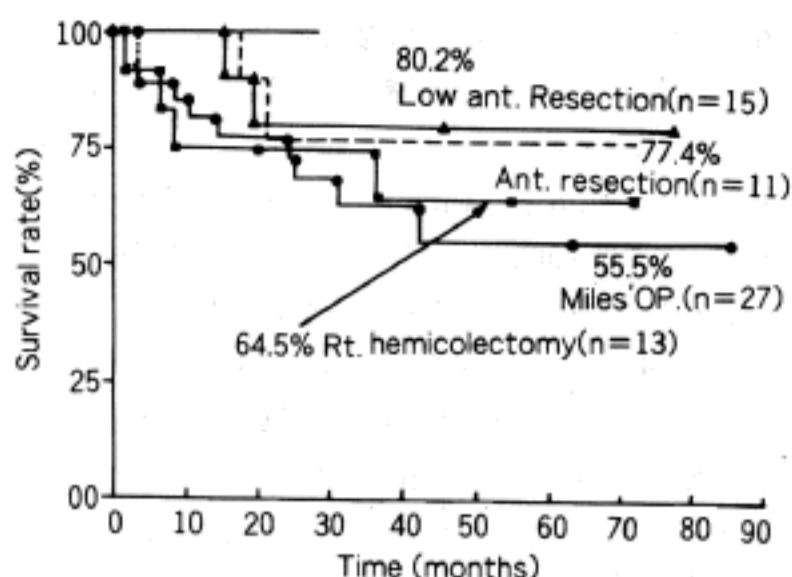 100
75
50
25
00
Survival rate(%)
80.2%
Low ant. Resection(n=15)
77.4%
Ant. resection(n=11)
55.5%
Miles'OP.(n=27)
64.5% Rt. hemicolectomy(n=13)
0 10 20 30 40 50 60 70 80 90
Time (months)